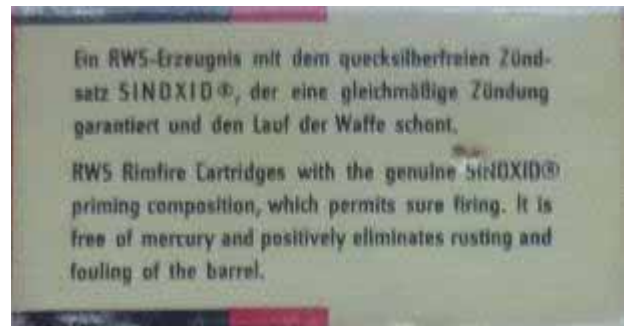 Ein RWS-Erzeugnis mit dem quecksilberfreien Zünd-
satz SINOXID®, der eine gleichmäßige Zündung
garantiert und den Lauf der Waffe schont.
RWS Rimfire Cartridges with the genuine SINOXID®
priming composition, which permits sure firing. It is
free of mercury and positively eliminates rusting and
fouling of the barrel.